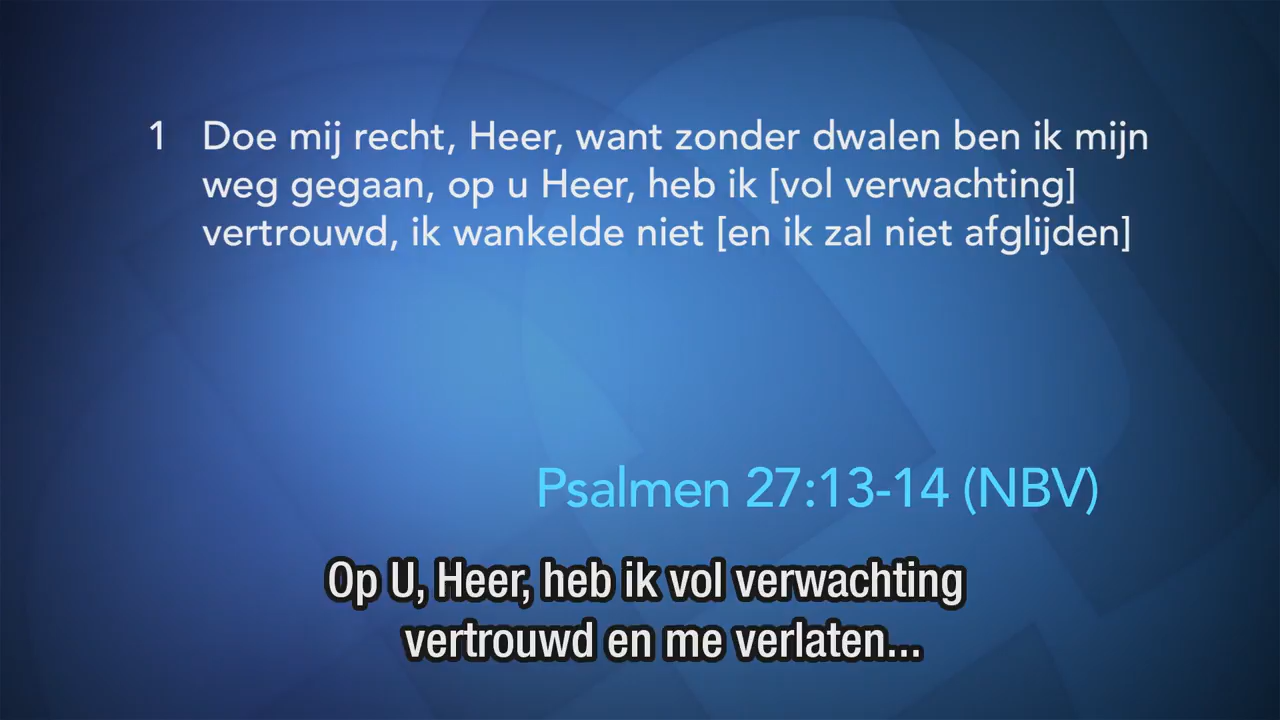 1 Doe mij recht, Heer, want zonder dwalen ben ik mijn
weg gegaan, op u Heer, heb ik [vol verwachting]
vertrouwd, ik wankelde niet [en ik zal niet afglijden]
Psalmen 27:13-14 (NBV)
Op U, Heer, heb ik vol verwachting
vertrouwd en me verlaten...